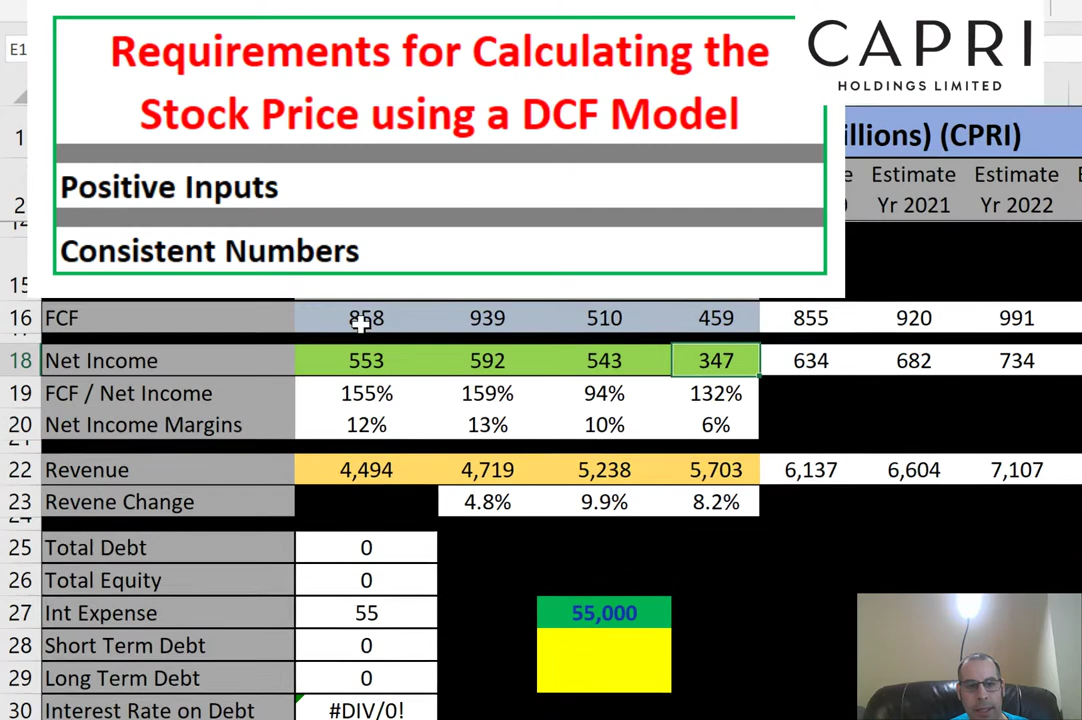 E1
Requirements for Calculating the
Stock Price using a DCF Model
CAPRI
HOLDINGS LIMITED
Positive Inputs
Consistent Numbers
1 illions) (CPRI)
Estimate Estimate
2 Yr 2021 Yr 2022
15
16 FCF 858 939 510 459 855 920 991
18 Net Income 553 592 543 347 634 682 734
19 FCF / Net Income 155% 159% 94% 132%
20 Net Income Margins 12% 13% 10% 6%
22 Revenue 4,494 4,719 5,238 5,703 6,137 6,604 7,107
23 Revene Change 4.8% 9.9% 8.2%
25 Total Debt 0
26 Total Equity 0
27 Int Expense 55 55,000
28 Short Term Debt 0
29 Long Term Debt 0
30 Interest Rate on Debt #DIV/0!